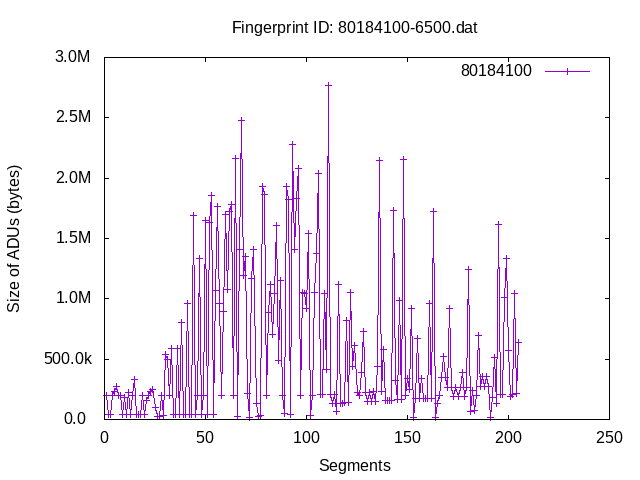 Fingerprint ID: 80184100-6500.dat
3.0M
80184100
2.5M
2.0M
1.5M
1.0M
500.0k
0.0
Size of ADUs (bytes)
0 50 100 150 200 250
Segments